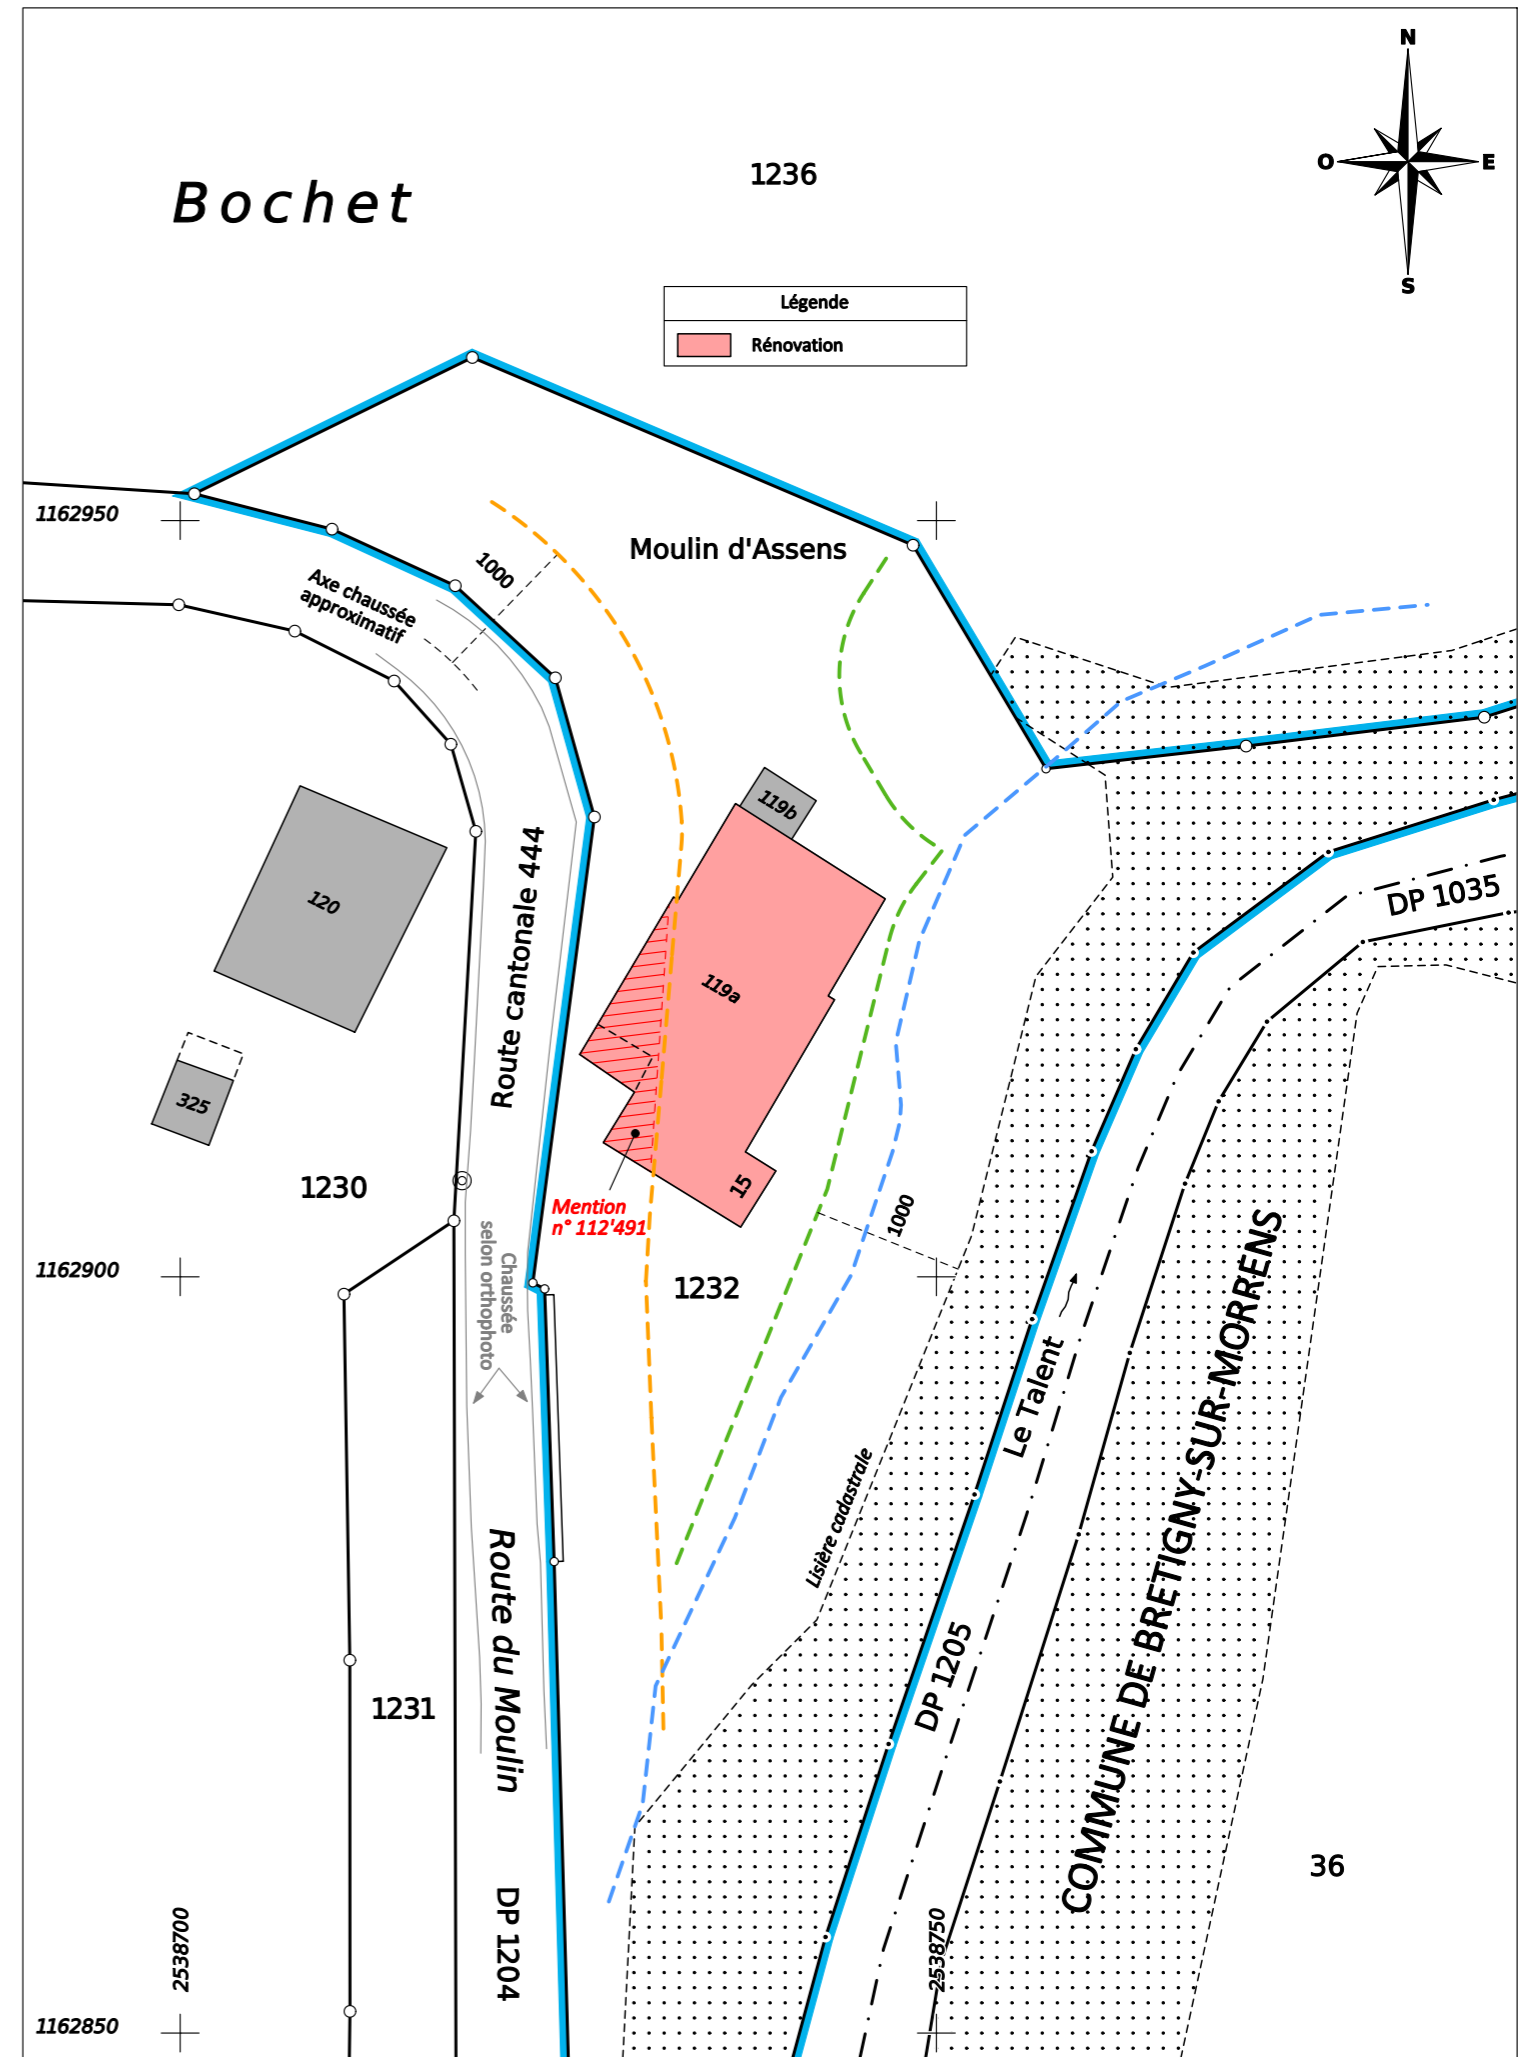 N
O
E
S
1236
Bochet
Légende
Rénovation
1162950
Moulin d'Assens
1000
Axe chaussée
approximatif
119b
DP 1035
120
Route cantonale 444
119a
325
1230
15
Mention
n° 112'491
1000
1162900
Chaussée
selon orthophoto
1232
Le Talent
COMMUNE DE BRETIGNY-SUR-MORRENS
Lisière cadastrale
Route du Moulin
DP 1205
1231
36
DP 1204
2538700
2538750
1162850